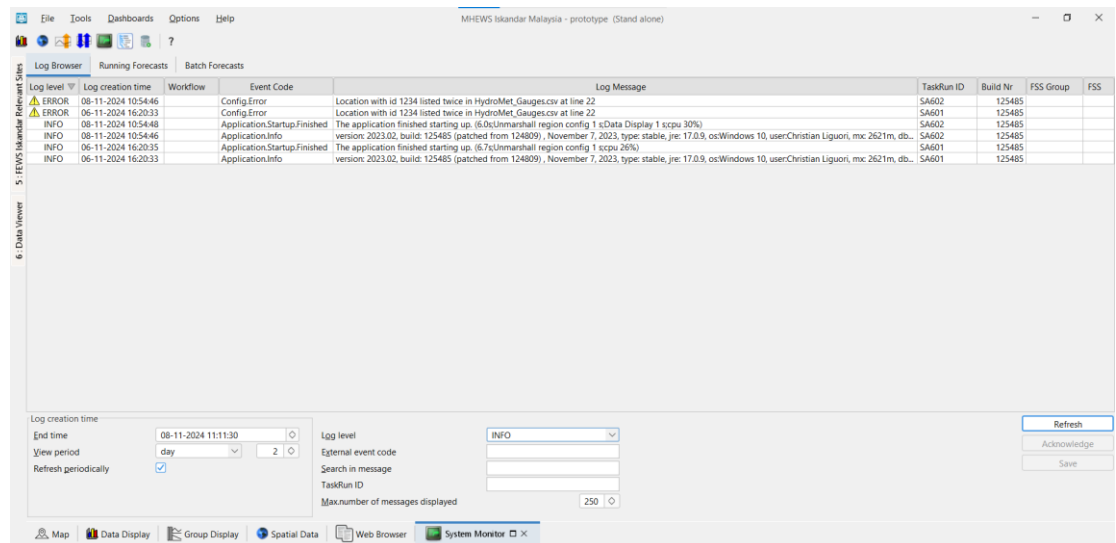 File Tools Dashboards Options Help MHEWS Iskandar Malaysia - prototype (Stand alone)
?
5 : FEWS Iskandar Relevant Sites
6 : Data Viewer
Log Browser Running Forecasts Batch Forecasts
Log level Log creation time Workflow Event Code Log Message TaskRun ID Build Nr FSS Group FSS
ERROR 08-11-2024 10:54:46 Config.Error Location with id 1234 listed twice in HydroMet_Gauges.csv at line 22 SA602 125485
ERROR 06-11-2024 16:20:33 Config.Error Location with id 1234 listed twice in HydroMet_Gauges.csv at line 22 SA601 125485
INFO 08-11-2024 10:54:48 Application.Startup.Finished The application finished starting up. (6.0s;Unmarshall region config 1 s;Data Display 1 s;cpu 30%) SA602 125485
INFO 08-11-2024 10:54:46 Application.Info version: 2023.02, build: 125485 (patched from 124809) , November 7, 2023, type: stable, jre: 17.0.9, os:Windows 10, user:Christian Liguori, mx: 2621m, db... SA602 125485
INFO 06-11-2024 16:20:35 Application.Startup.Finished The application finished starting up. (6.7s;Unmarshall region config 1 s;cpu 26%) SA601 125485
INFO 06-11-2024 16:20:33 Application.Info version: 2023.02, build: 125485 (patched from 124809) , November 7, 2023, type: stable, jre: 17.0.9, os:Windows 10, user:Christian Liguori, mx: 2621m, db... SA601 125485
Log creation time
End time 08-11-2024 11:11:30
View period day 2
Refresh periodically
Log level INFO
External event code
Search in message
TaskRun ID
Max.number of messages displayed 250
Refresh
Acknowledge
Save
Map Data Display Group Display Spatial Data Web Browser System Monitor